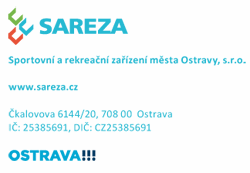 SAREZA
Sportovní a rekreační zařízení města Ostravy, s.r.o.
www.sareza.cz
Čkalovova 6144/20, 708 00 Ostrava
IČ: 25385691, DIČ: CZ25385691
OSTRAVA!!!